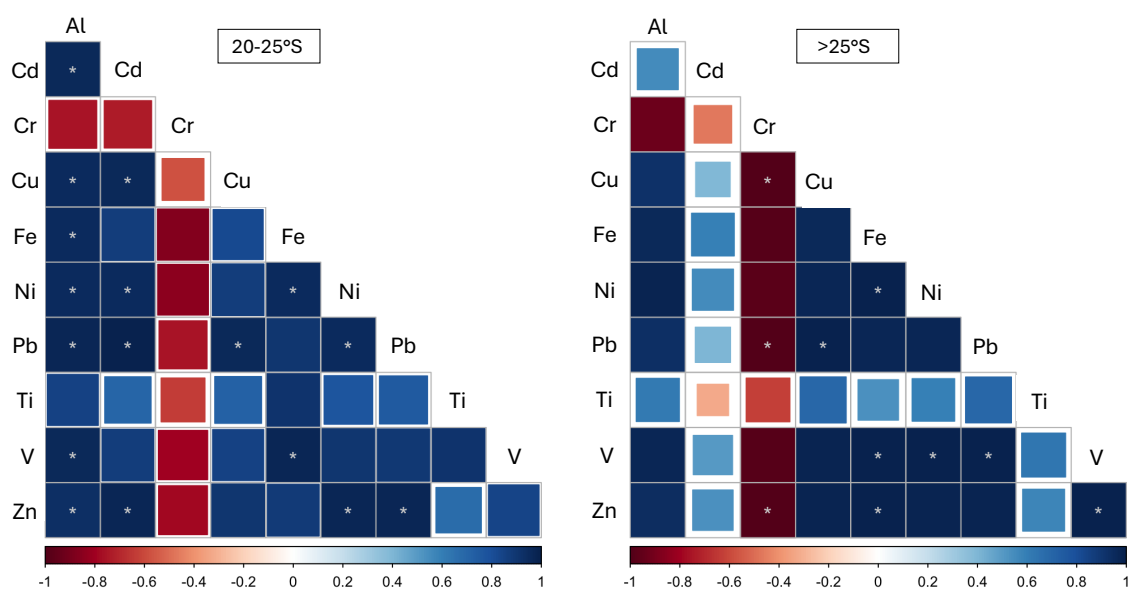 Al
20-25°S
Cd * Cd
Cr Cr
Cu * * Cu
Fe * Fe
Ni * * * Ni
Pb * * * * Pb
Ti Ti
V * * V
Zn * * * *
-1 -0.8 -0.6 -0.4 -0.2 0 0.2 0.4 0.6 0.8 1
Al
>25°S
Cd Cd
Cr Cr
Cu * Cu
Fe Fe
Ni * Ni
Pb * * Pb
Ti Ti
V * * * V
Zn * * *
-1 -0.8 -0.6 -0.4 -0.2 0 0.2 0.4 0.6 0.8 1